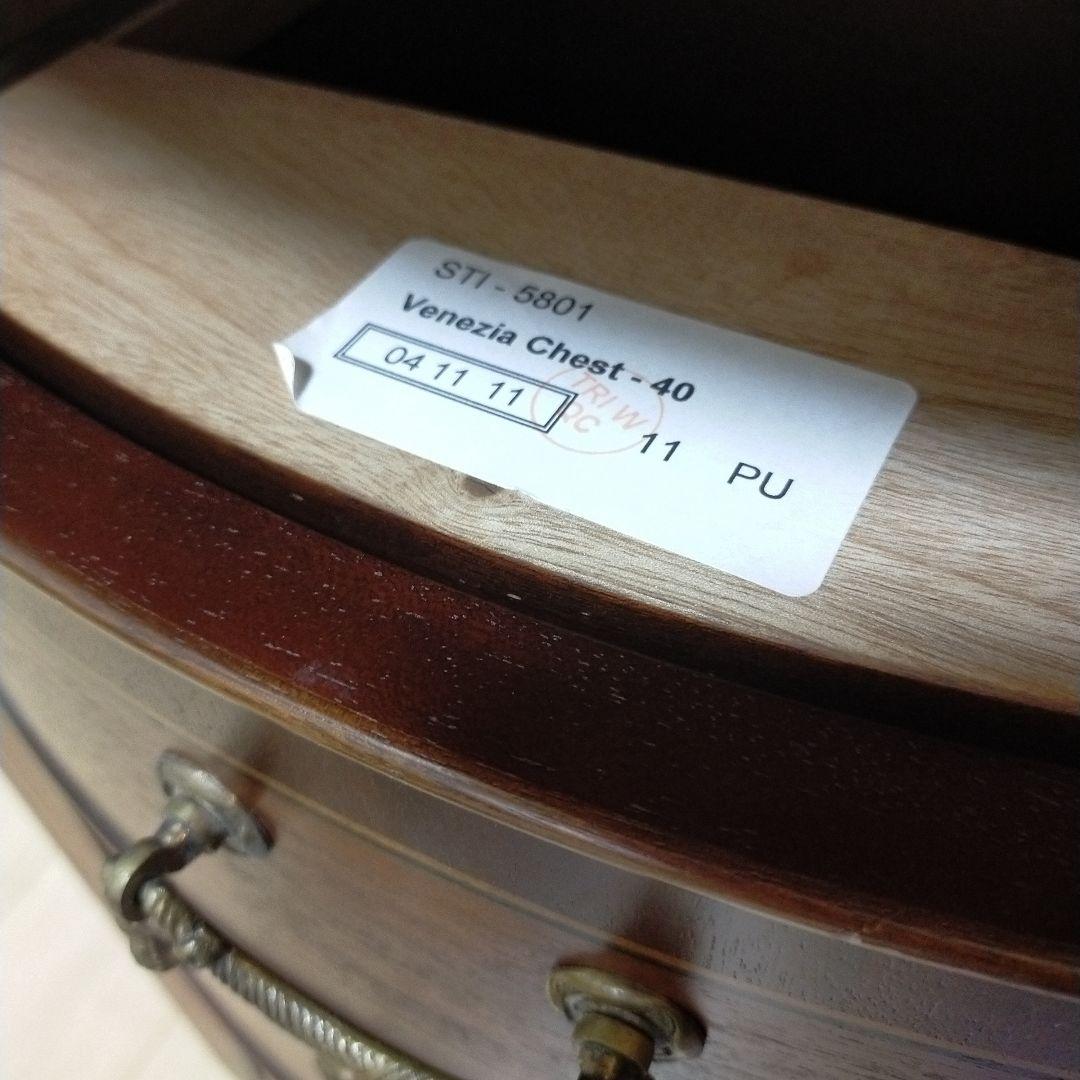 STI - 5801
Venezia Chest - 40
04 11 11
TRI W
QC
11 PU